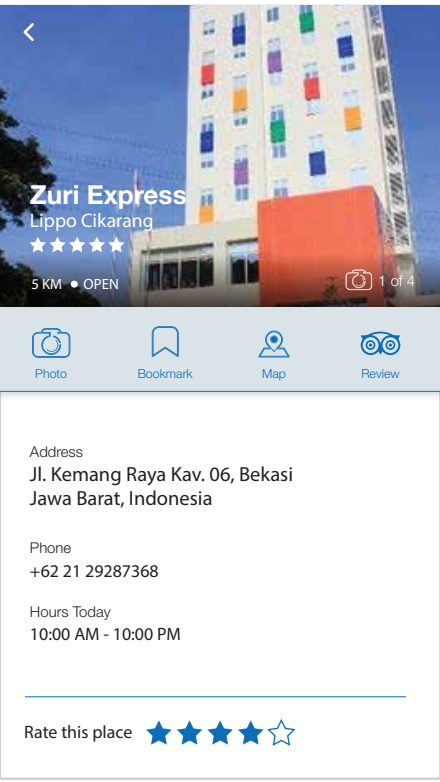 Zuri Express
Lippo Cikarang
5 KM • OPEN
1 of 4
Photo
Bookmark
Map
Review
Address
Jl. Kemang Raya Kav. 06, Bekasi
Jawa Barat, Indonesia
Phone
+62 21 29287368
Hours Today
10:00 AM - 10:00 PM
Rate this place